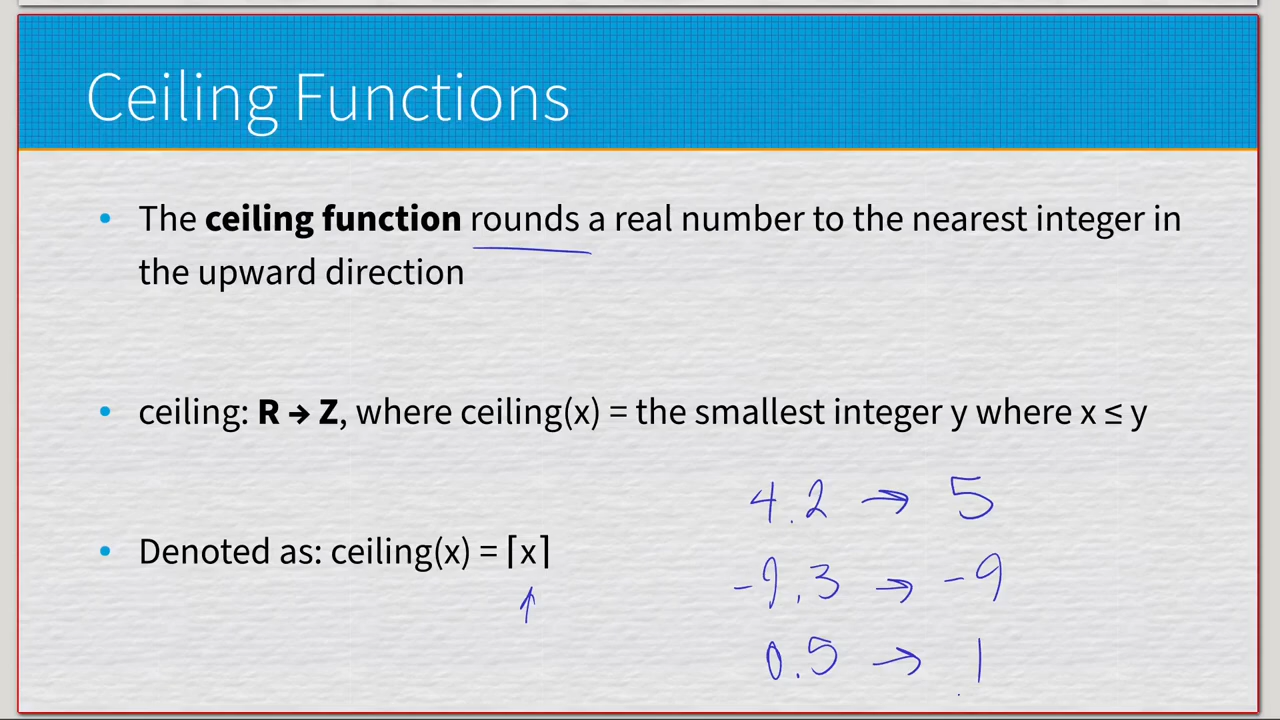 Ceiling Functions
• The ceiling function rounds a real number to the nearest integer in
the upward direction
• ceiling: R → Z, where ceiling(x) = the smallest integer y where x ≤ y
4.2 → 5
• Denoted as: ceiling(x) = ⌈x⌉
↑
-9.3 → -9
0.5 → 1